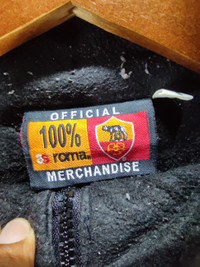 OFFICIAL
100%
as roma.
MERCHANDISE